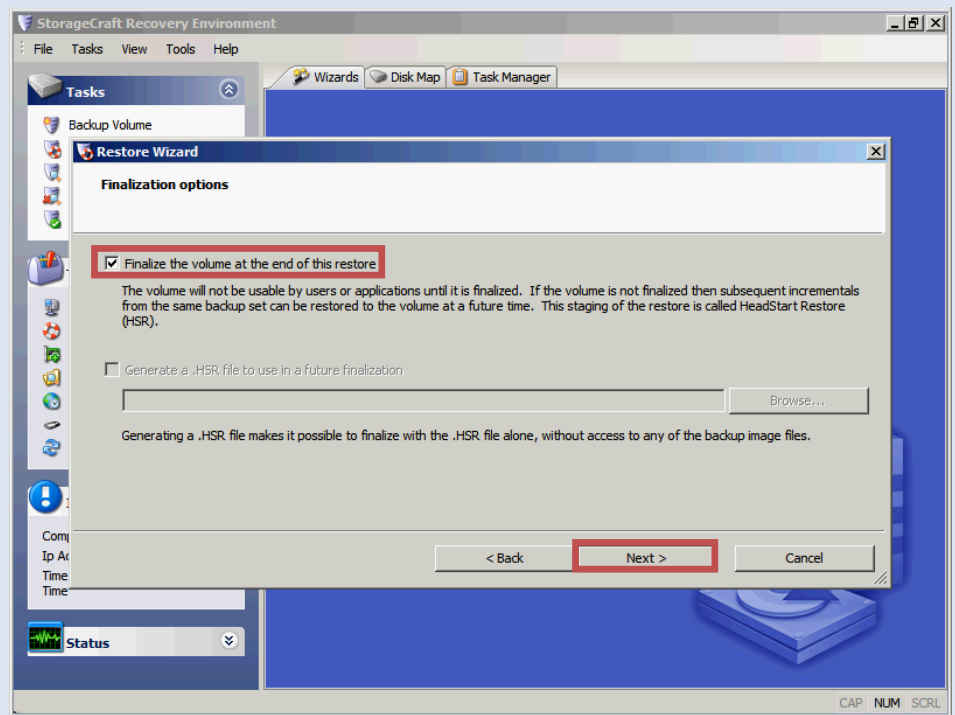 StorageCraft Recovery Environment
File Tasks View Tools Help
Wizards Disk Map Task Manager
Tasks
Backup Volume
Restore Wizard
Finalization options
Finalize the volume at the end of this restore
The volume will not be usable by users or applications until it is finalized. If the volume is not finalized then subsequent incrementals
from the same backup set can be restored to the volume at a future time. This staging of the restore is called HeadStart Restore
(HSR).
Generate a .HSR file to use in a future finalization
Browse...
Generating a .HSR file makes it possible to finalize with the .HSR file alone, without access to any of the backup image files.
< Back Next > Cancel
Ip
Time
Time
Status
CAP NUM SCRL